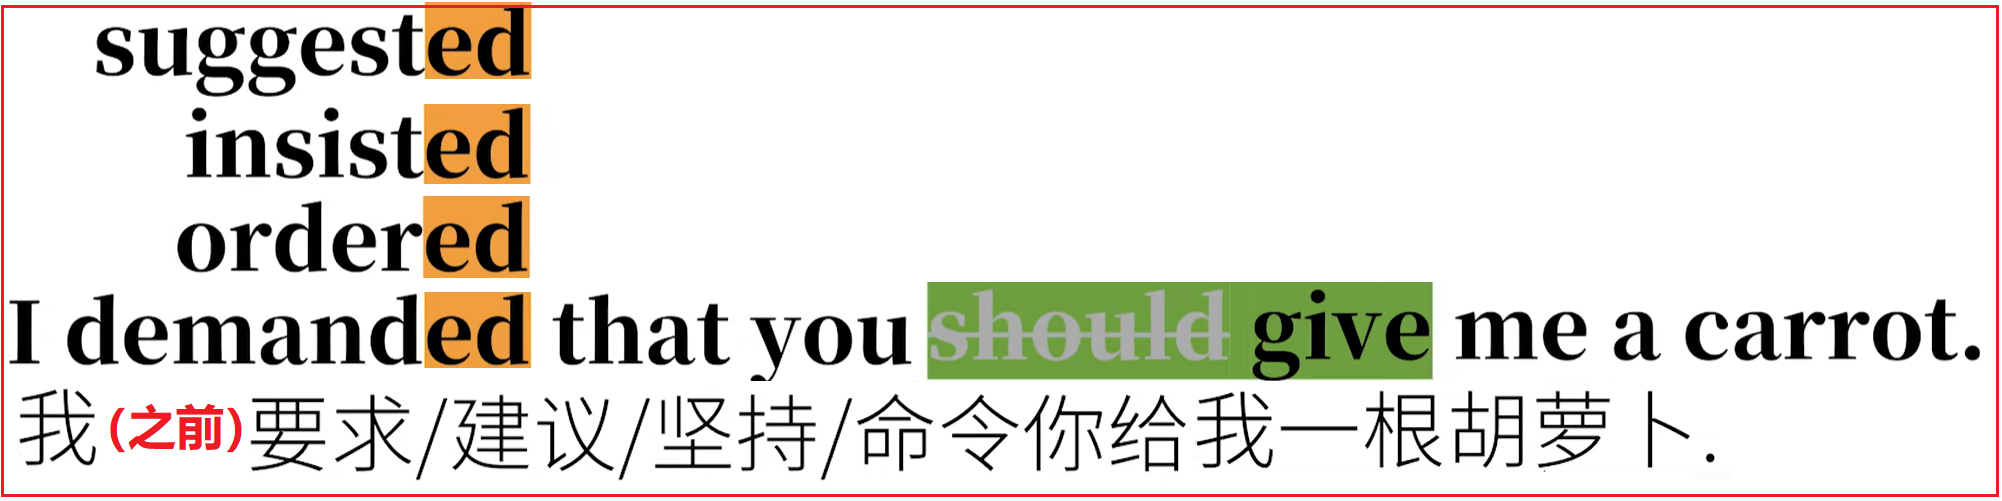 suggested
insisted
ordered
I demanded that you should give me a carrot.
我(之前)要求/建议/坚持/命令你给我一根胡萝卜.